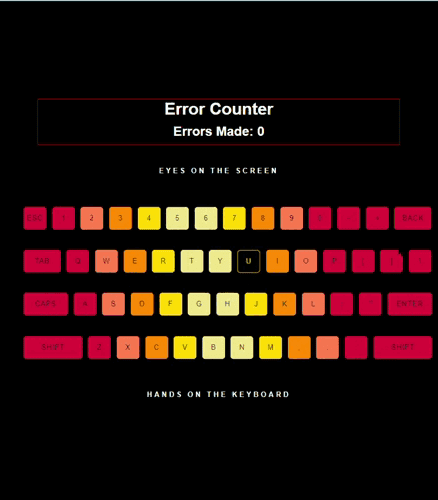 Error Counter
Errors Made: 0
EYES ON THE SCREEN
ESC 1 2 3 4 5 6 7 8 9 BACK
TAB Q W E R T Y U I O P
CAPS A S D F G H J K L ENTER
SHIFT Z X C V B N M , . SHIFT
HANDS ON THE KEYBOARD